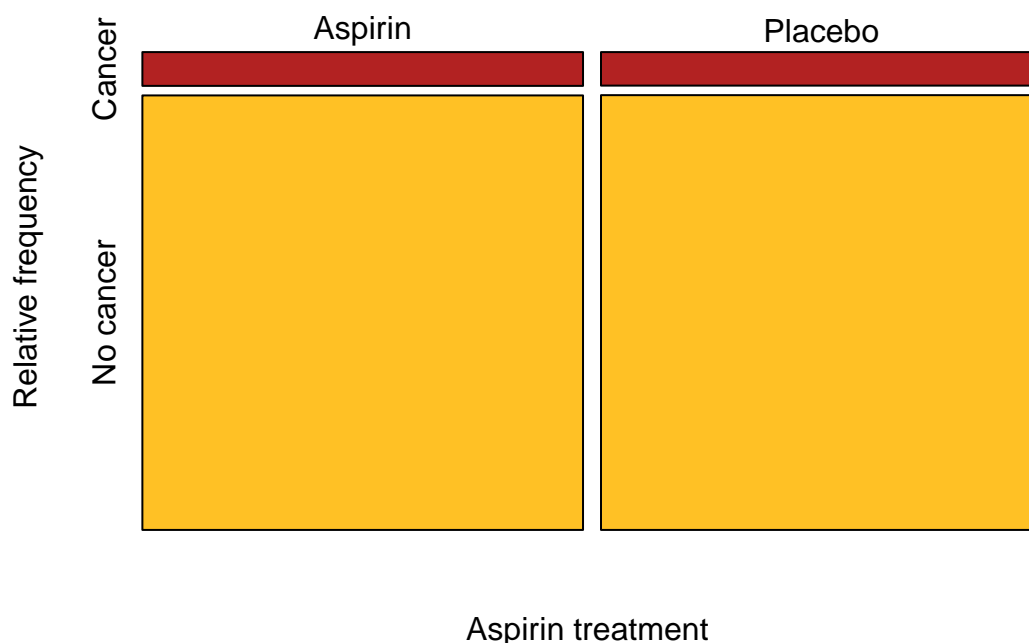 Aspirin
Placebo
Cancer
No cancer
Relative frequency
Aspirin treatment